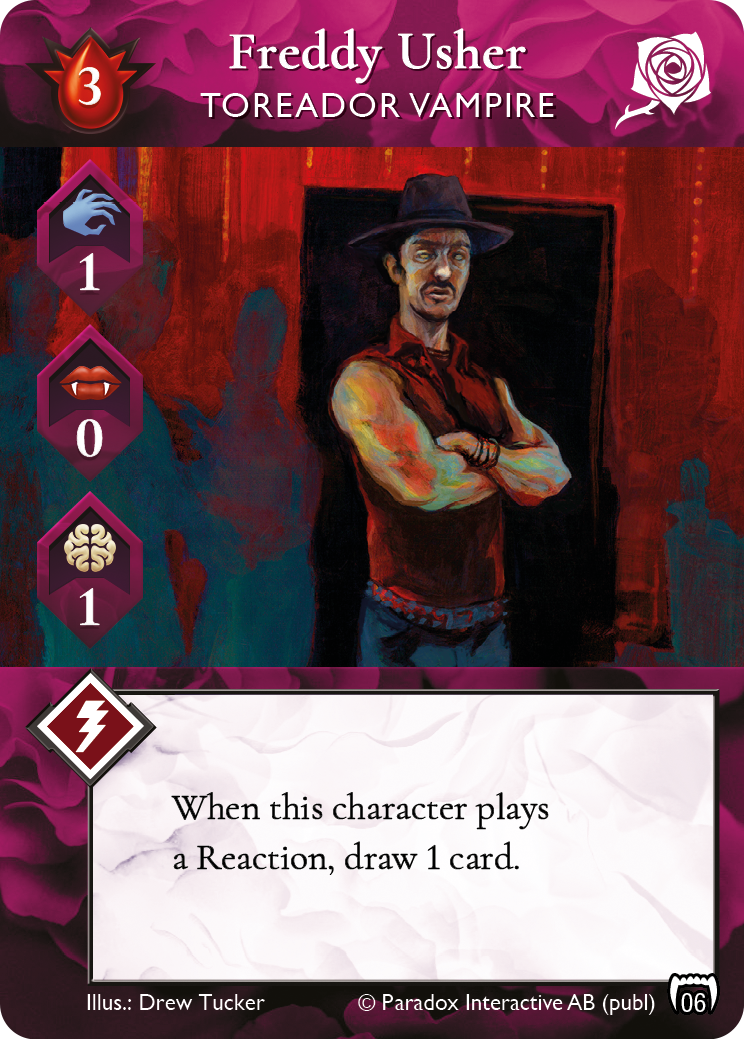 3
Freddy Usher
TOREADOR VAMPIRE
1
0
1
When this character plays
a Reaction, draw 1 card.
Illus.: Drew Tucker
© Paradox Interactive AB (publ)
06